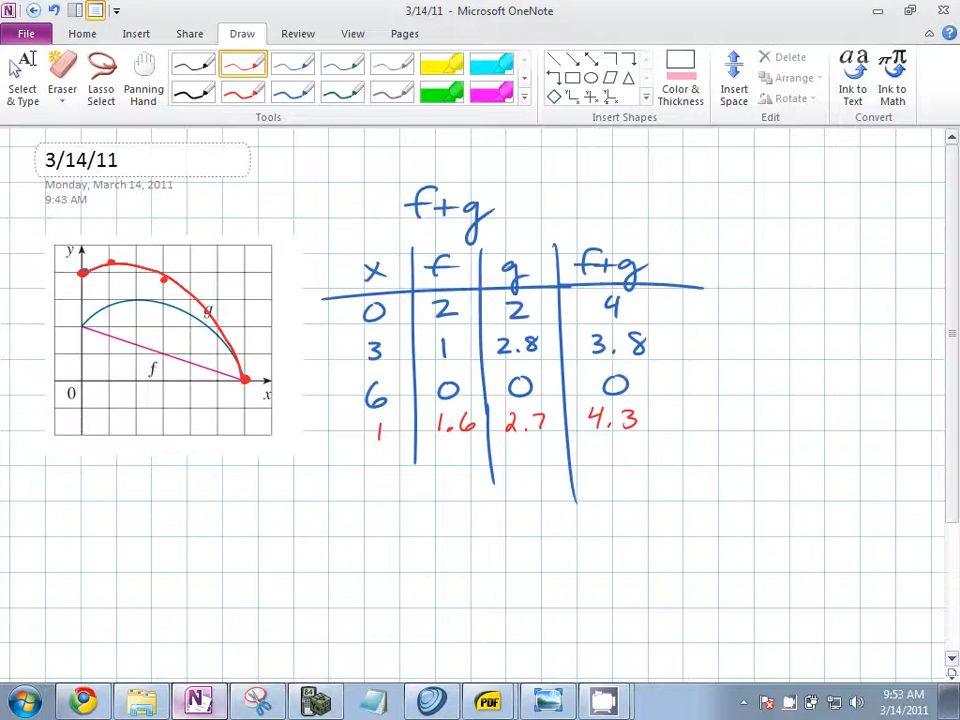 3/14/11 - Microsoft OneNote
File Home Insert Share Draw Review View Pages
Select & Type
Eraser
Lasso Select
Panning Hand
Tools
Color & Thickness
Insert Shapes
Insert Space
Delete
Arrange
Rotate
Edit
Ink to Text
Ink to Math
Convert
3/14/11
Monday, March 14, 2011
9:43 AM
f+g
x f g f+g
0 2 2 4
3 1 2.8 3.8
6 0 0 0
1 1.6 2.7 4.3
y
g
f
0
x
84
PDF
9:53 AM
3/14/2011